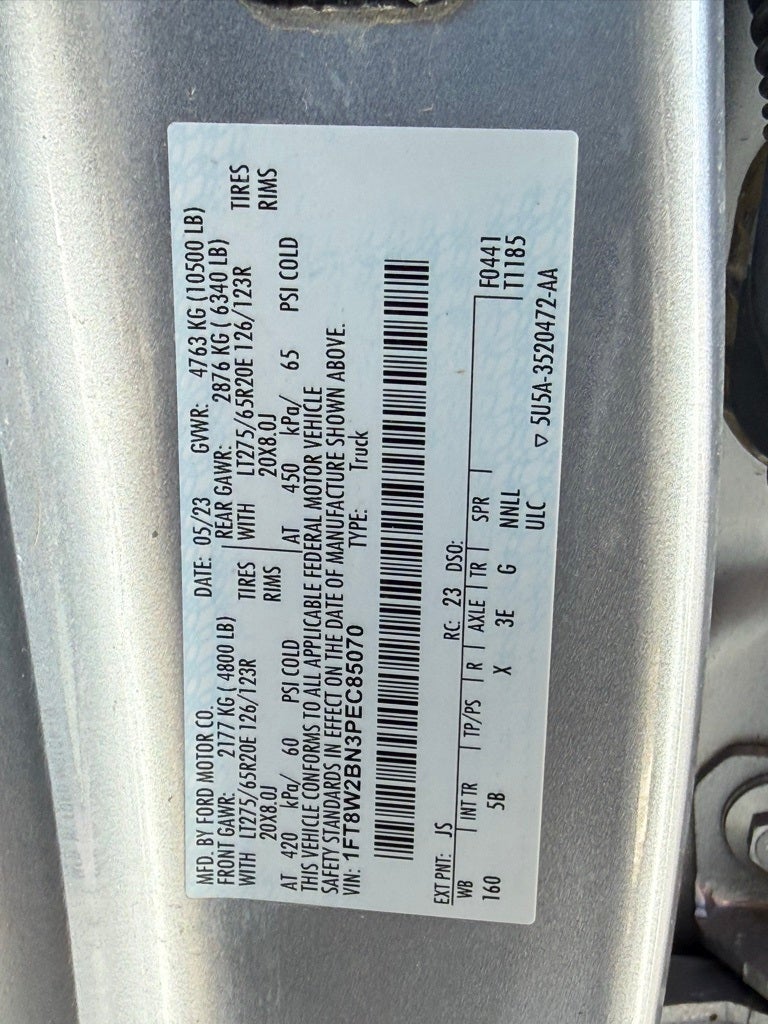 MFD. BY FORD MOTOR CO. DATE: 05/23 GVWR: 4763 KG (10500 LB)
FRONT GAWR: 2177 KG ( 4800 LB) REAR GAWR: 2876 KG ( 6340 LB)
WITH LT275/65R20E 126/123R TIRES WITH LT275/65R20E 126/123R TIRES
20X8.0J RIMS 20X8.0J RIMS
AT 420 kPa/ 60 PSI COLD AT 450 kPa/ 65 PSI COLD
THIS VEHICLE CONFORMS TO ALL APPLICABLE FEDERAL MOTOR VEHICLE
SAFETY STANDARDS IN EFFECT ON THE DATE OF MANUFACTURE SHOWN ABOVE.
VIN: 1FT8W2BN3PEC85070 TYPE: Truck
EXT PNT: JS RC: 23 DSO: F0441
WB INT TR TP/PS R AXLE TR SPR T1185
160 5B X 3E G NNLL
ULC
▽ 5U5A-3520472-AA